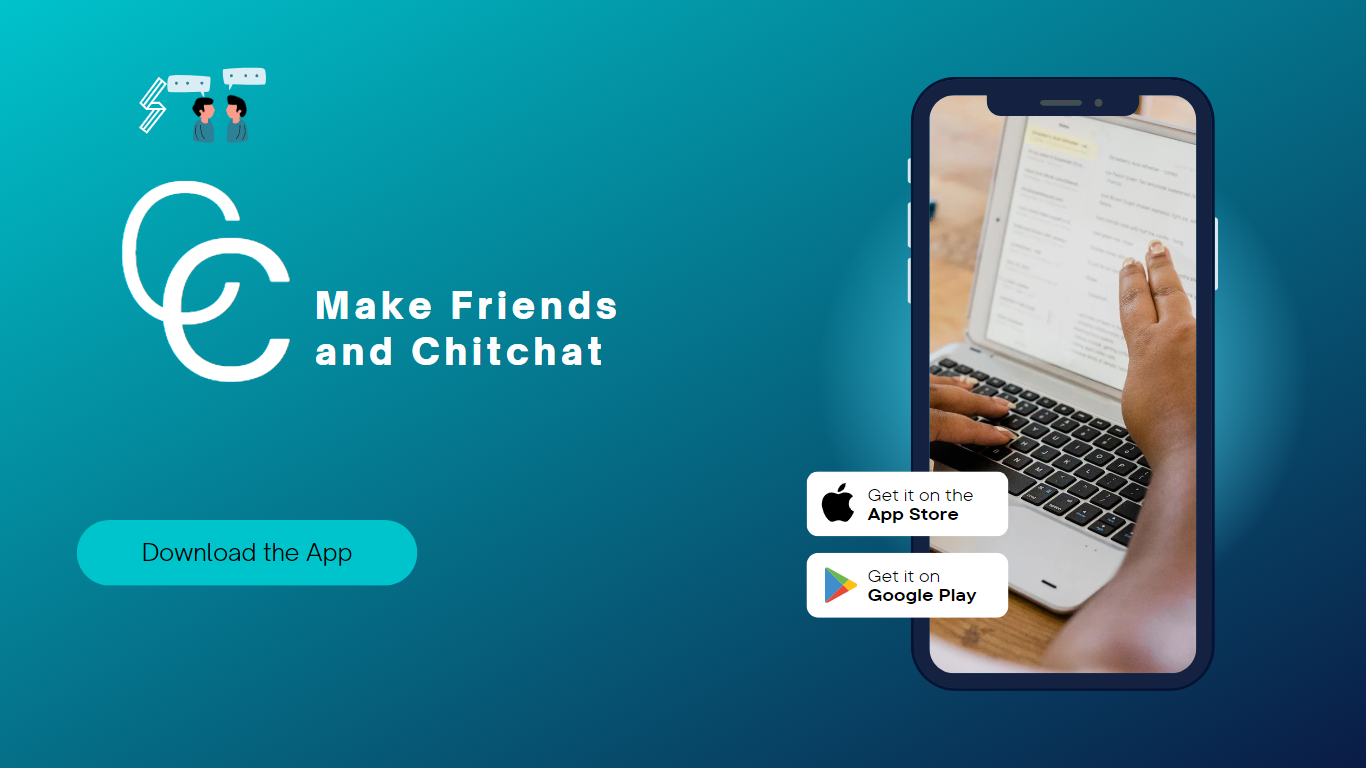 CC
Make Friends
and Chitchat
Download the App
Get it on the
App Store
Get it on
Google Play